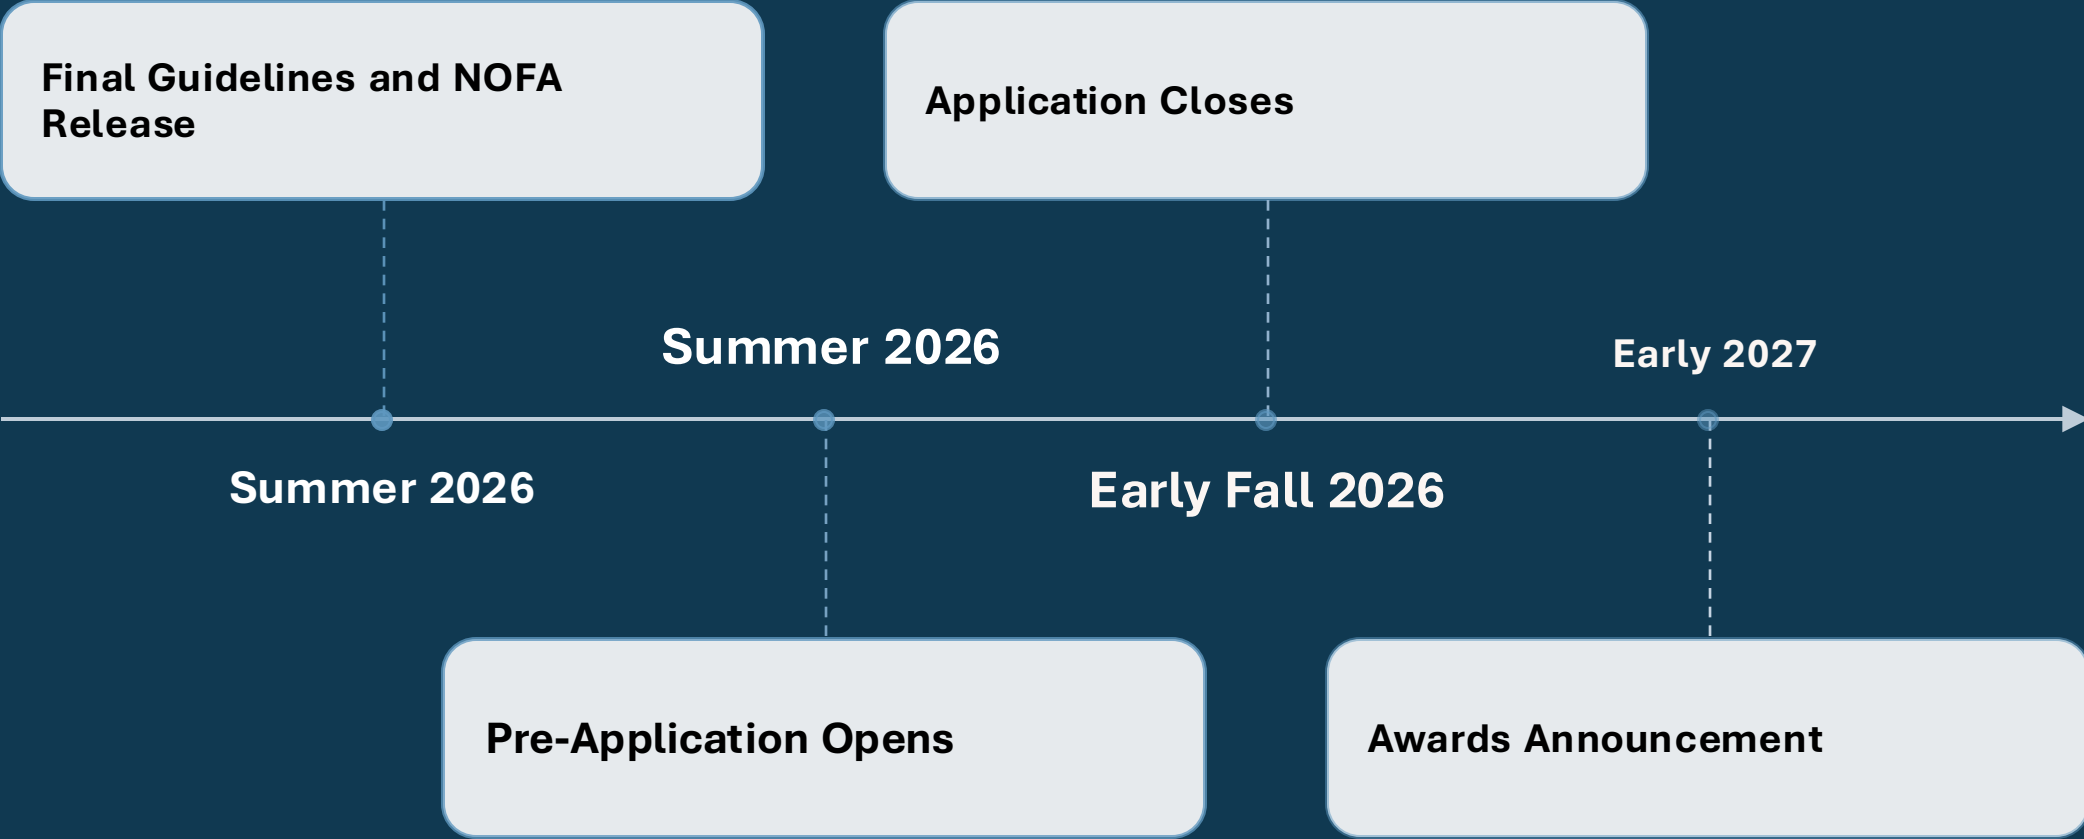 Final Guidelines and NOFA
Release
Application Closes
Summer 2026
Early 2027
Summer 2026
Early Fall 2026
Pre-Application Opens
Awards Announcement